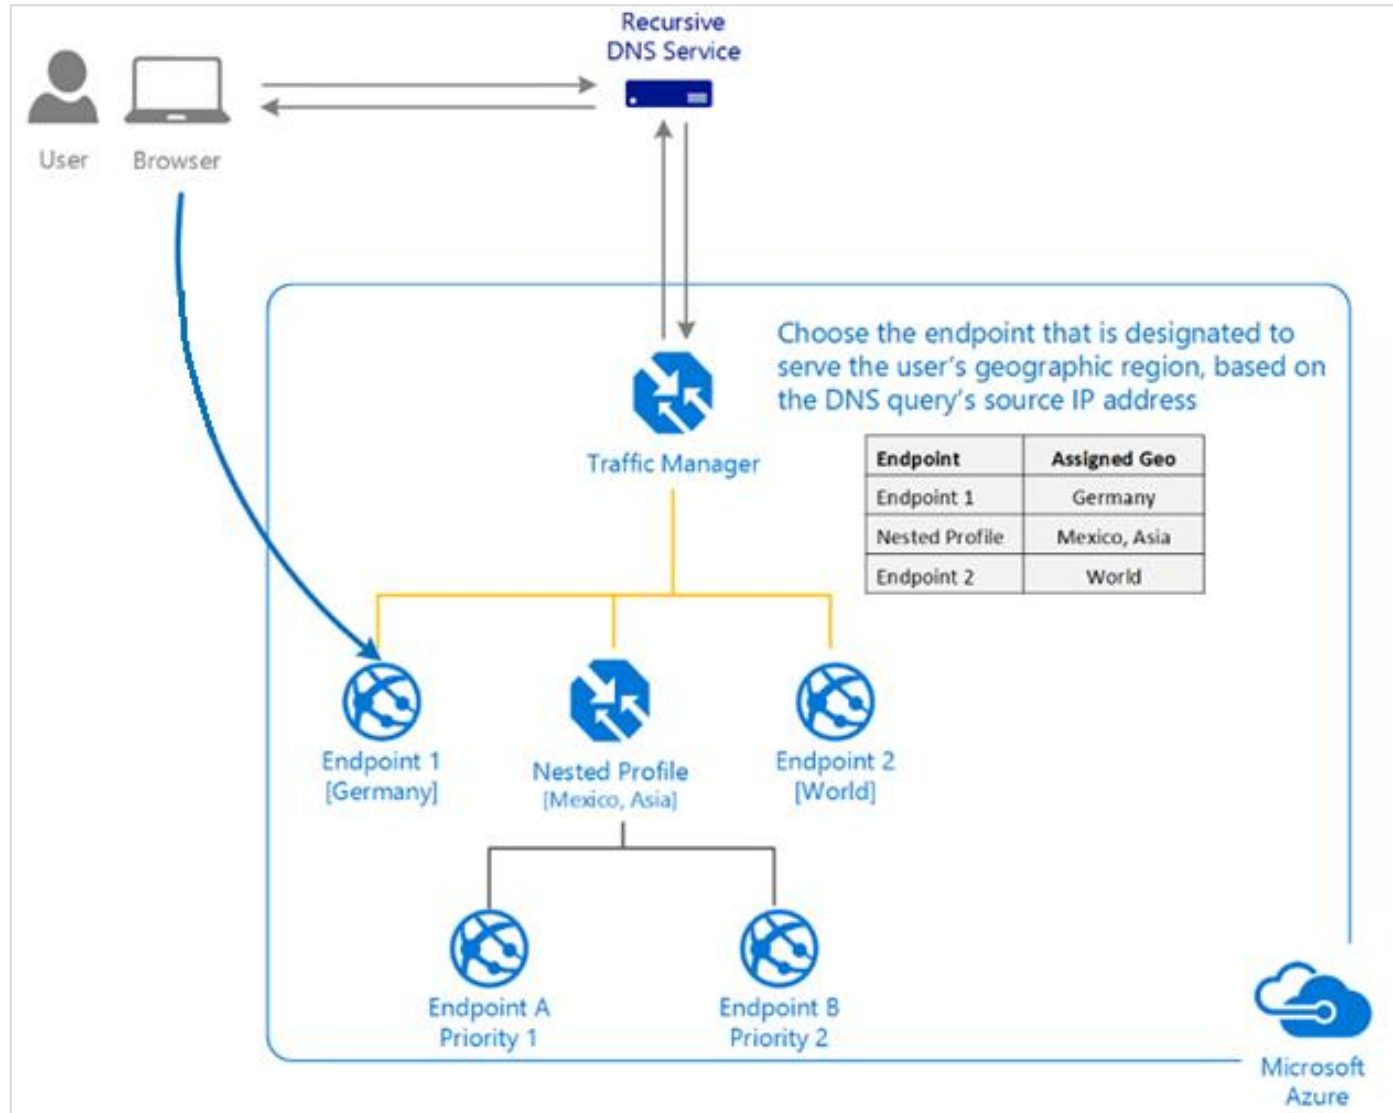 Recursive
DNS Service
User
Browser
Choose the endpoint that is designated to
serve the user's geographic region, based on
the DNS query's source IP address
Traffic Manager
Endpoint Assigned Geo
Endpoint 1 Germany
Nested Profile Mexico, Asia
Endpoint 2 World
Endpoint 1
[Germany]
Nested Profile
[Mexico, Asia]
Endpoint 2
[World]
Endpoint A
Priority 1
Endpoint B
Priority 2
Microsoft
Azure